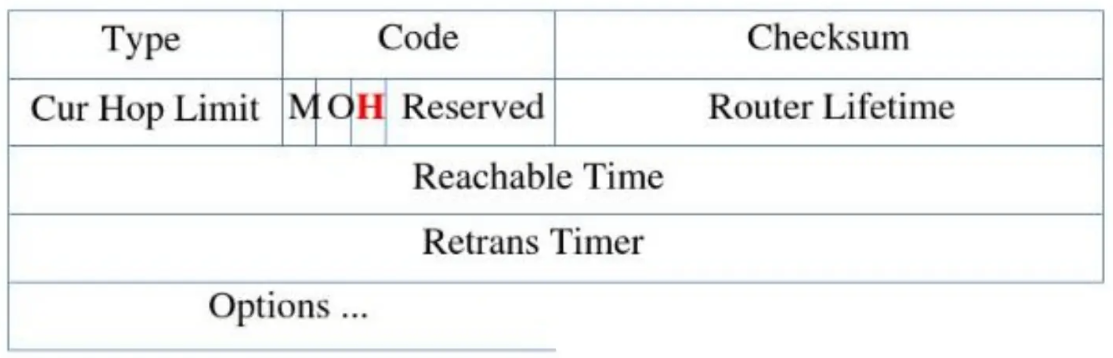 Type Code Checksum
Cur Hop Limit M O H Reserved Router Lifetime
Reachable Time
Retrans Timer
Options ...